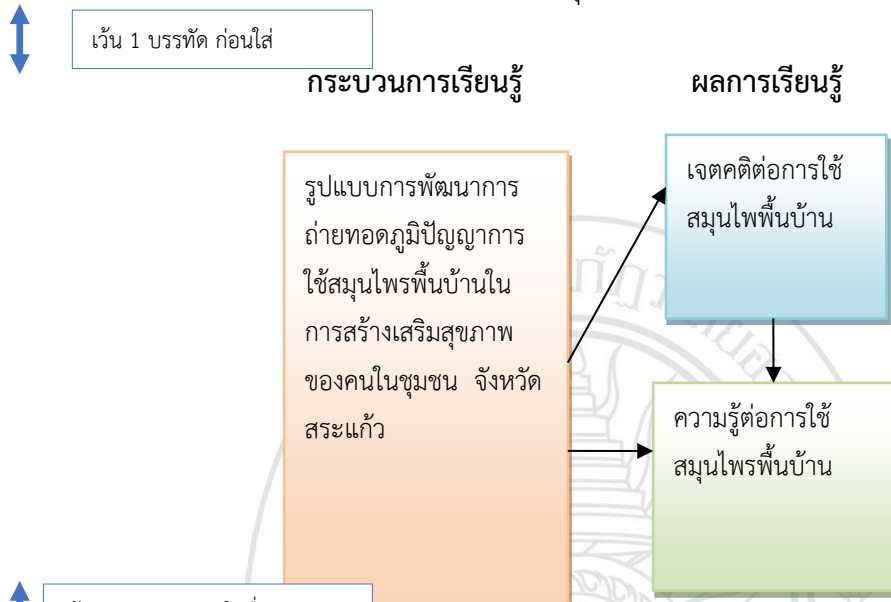 เว้น 1 บรรทัด ก่อนใส่
กระบวนการเรียนรู้
ผลการเรียนรู้
รูปแบบการพัฒนาการ
ถ่ายทอดภูมิปัญญาการ
ใช้สมุนไพรพื้นบ้านใน
การสร้างเสริมสุขภาพ
ของคนในชุมชน จังหวัด
สระแก้ว
เจตคติต่อการใช้
สมุนไพพื้นบ้าน
ความรู้ต่อการใช้
สมุนไพรพื้นบ้าน